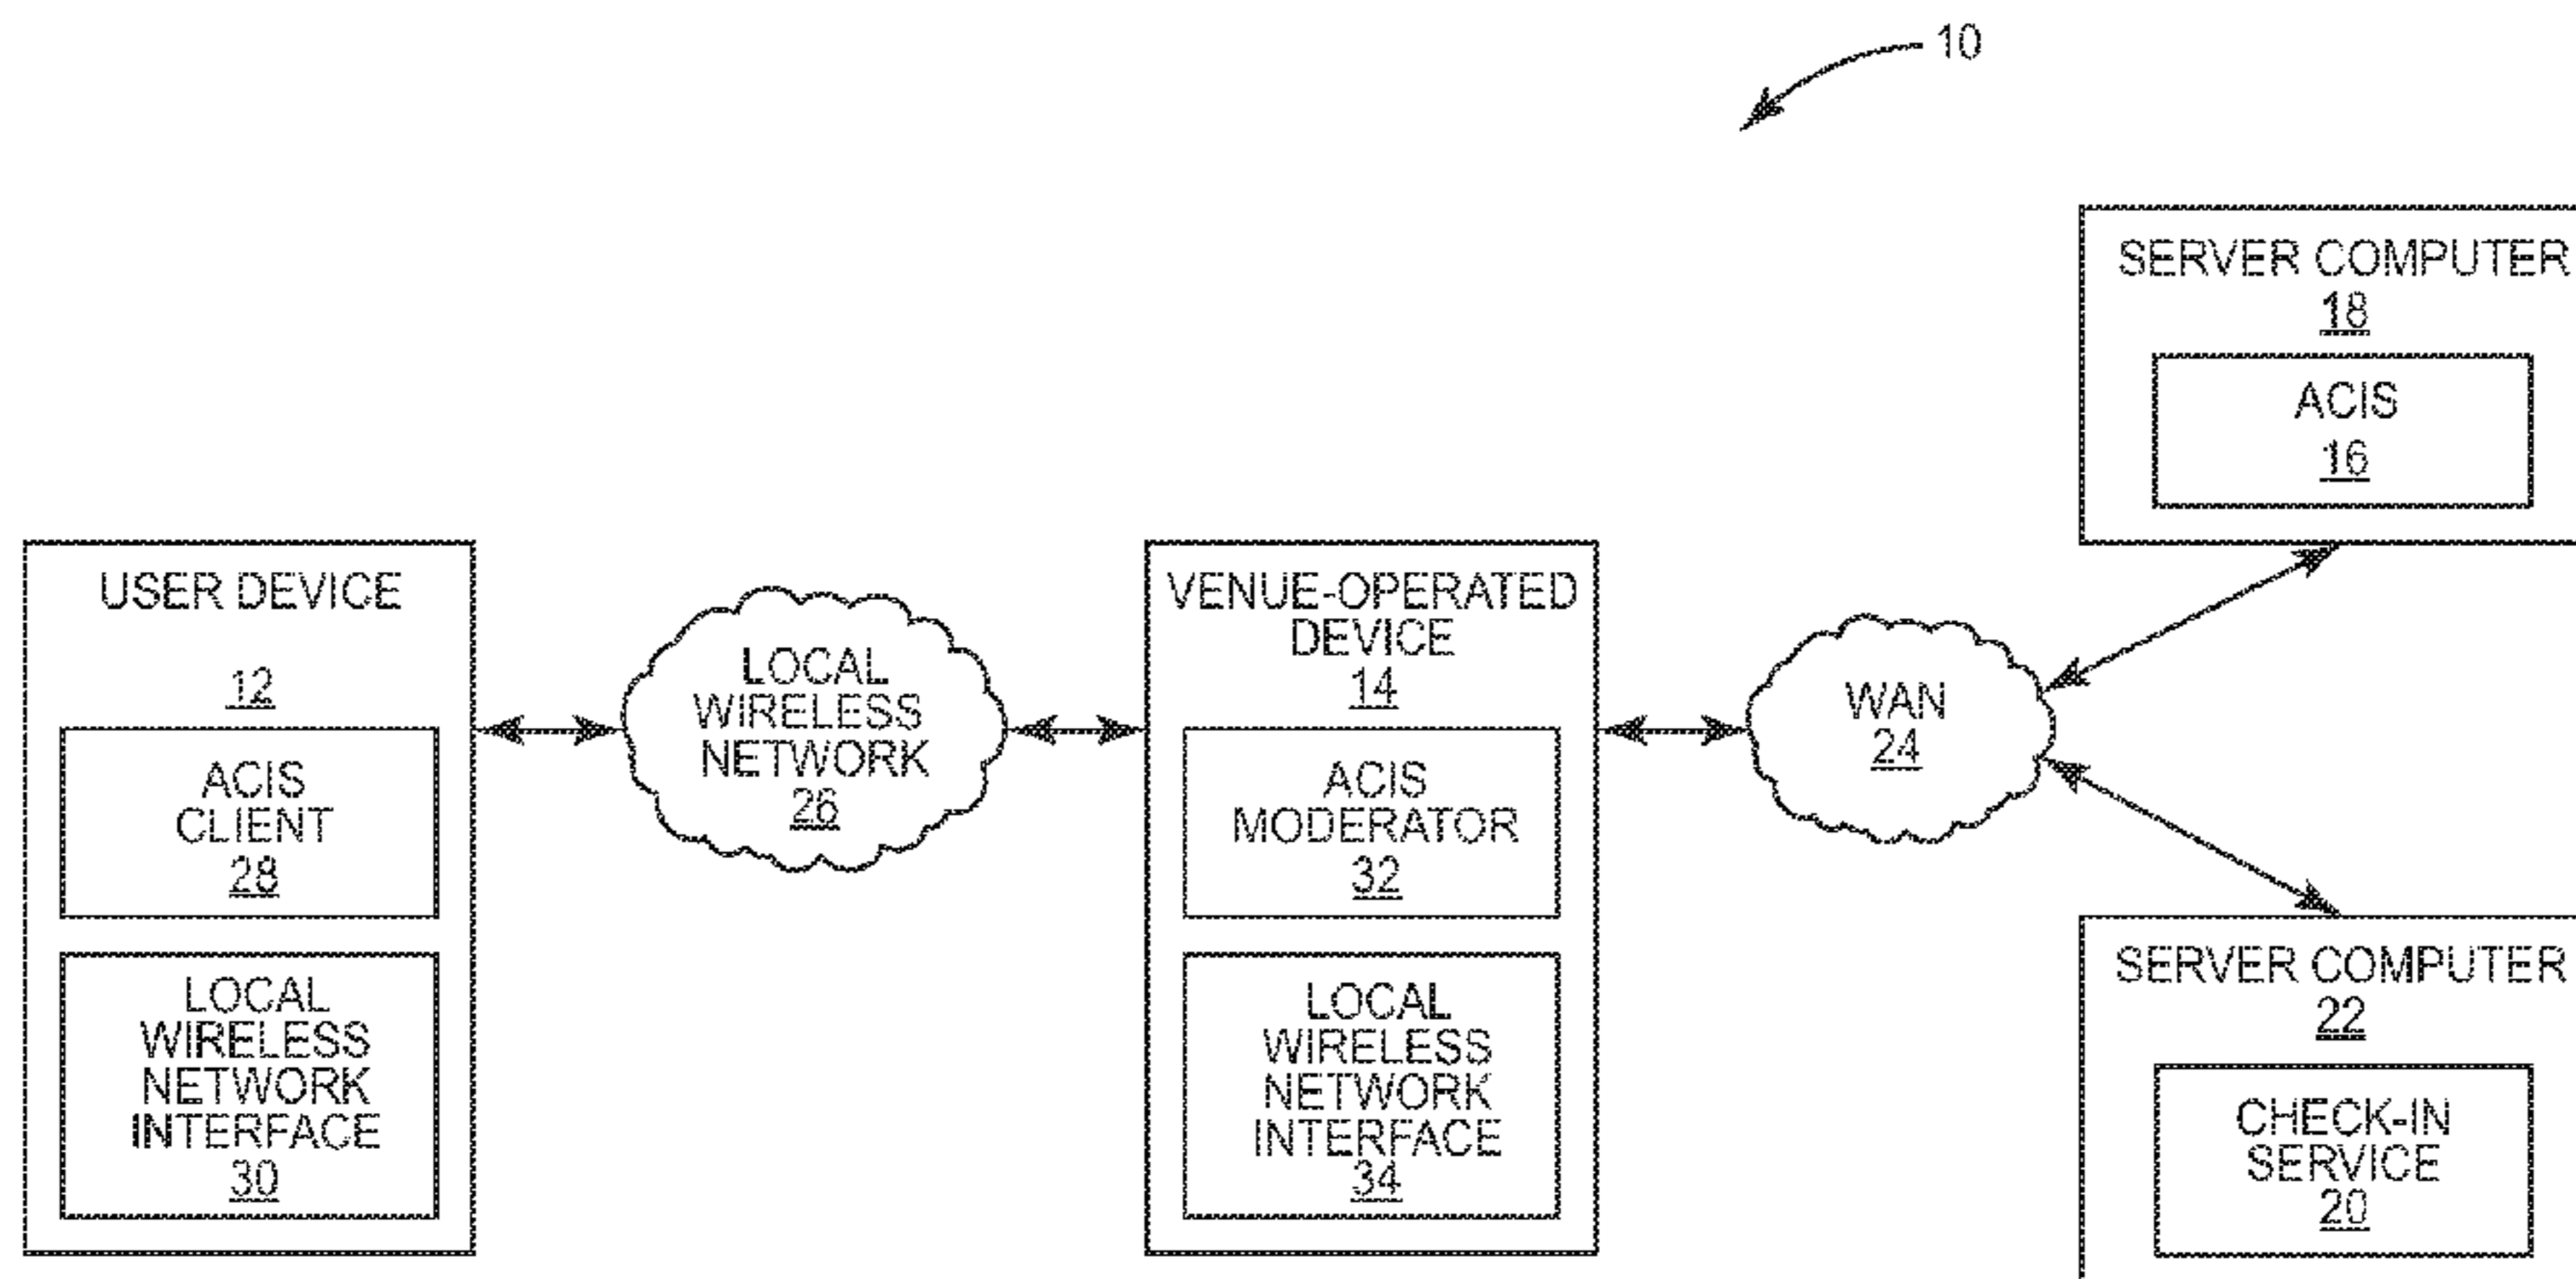 10
SERVER COMPUTER
18
ACIS
16
USER DEVICE
12
ACIS
CLIENT
28
LOCAL
WIRELESS
NETWORK
INTERFACE
30
LOCAL
WIRELESS
NETWORK
26
VENUE-OPERATED
DEVICE
14
ACIS
MODERATOR
32
LOCAL
WIRELESS
NETWORK
INTERFACE
34
WAN
24
SERVER COMPUTER
22
CHECK-IN
SERVICE
20